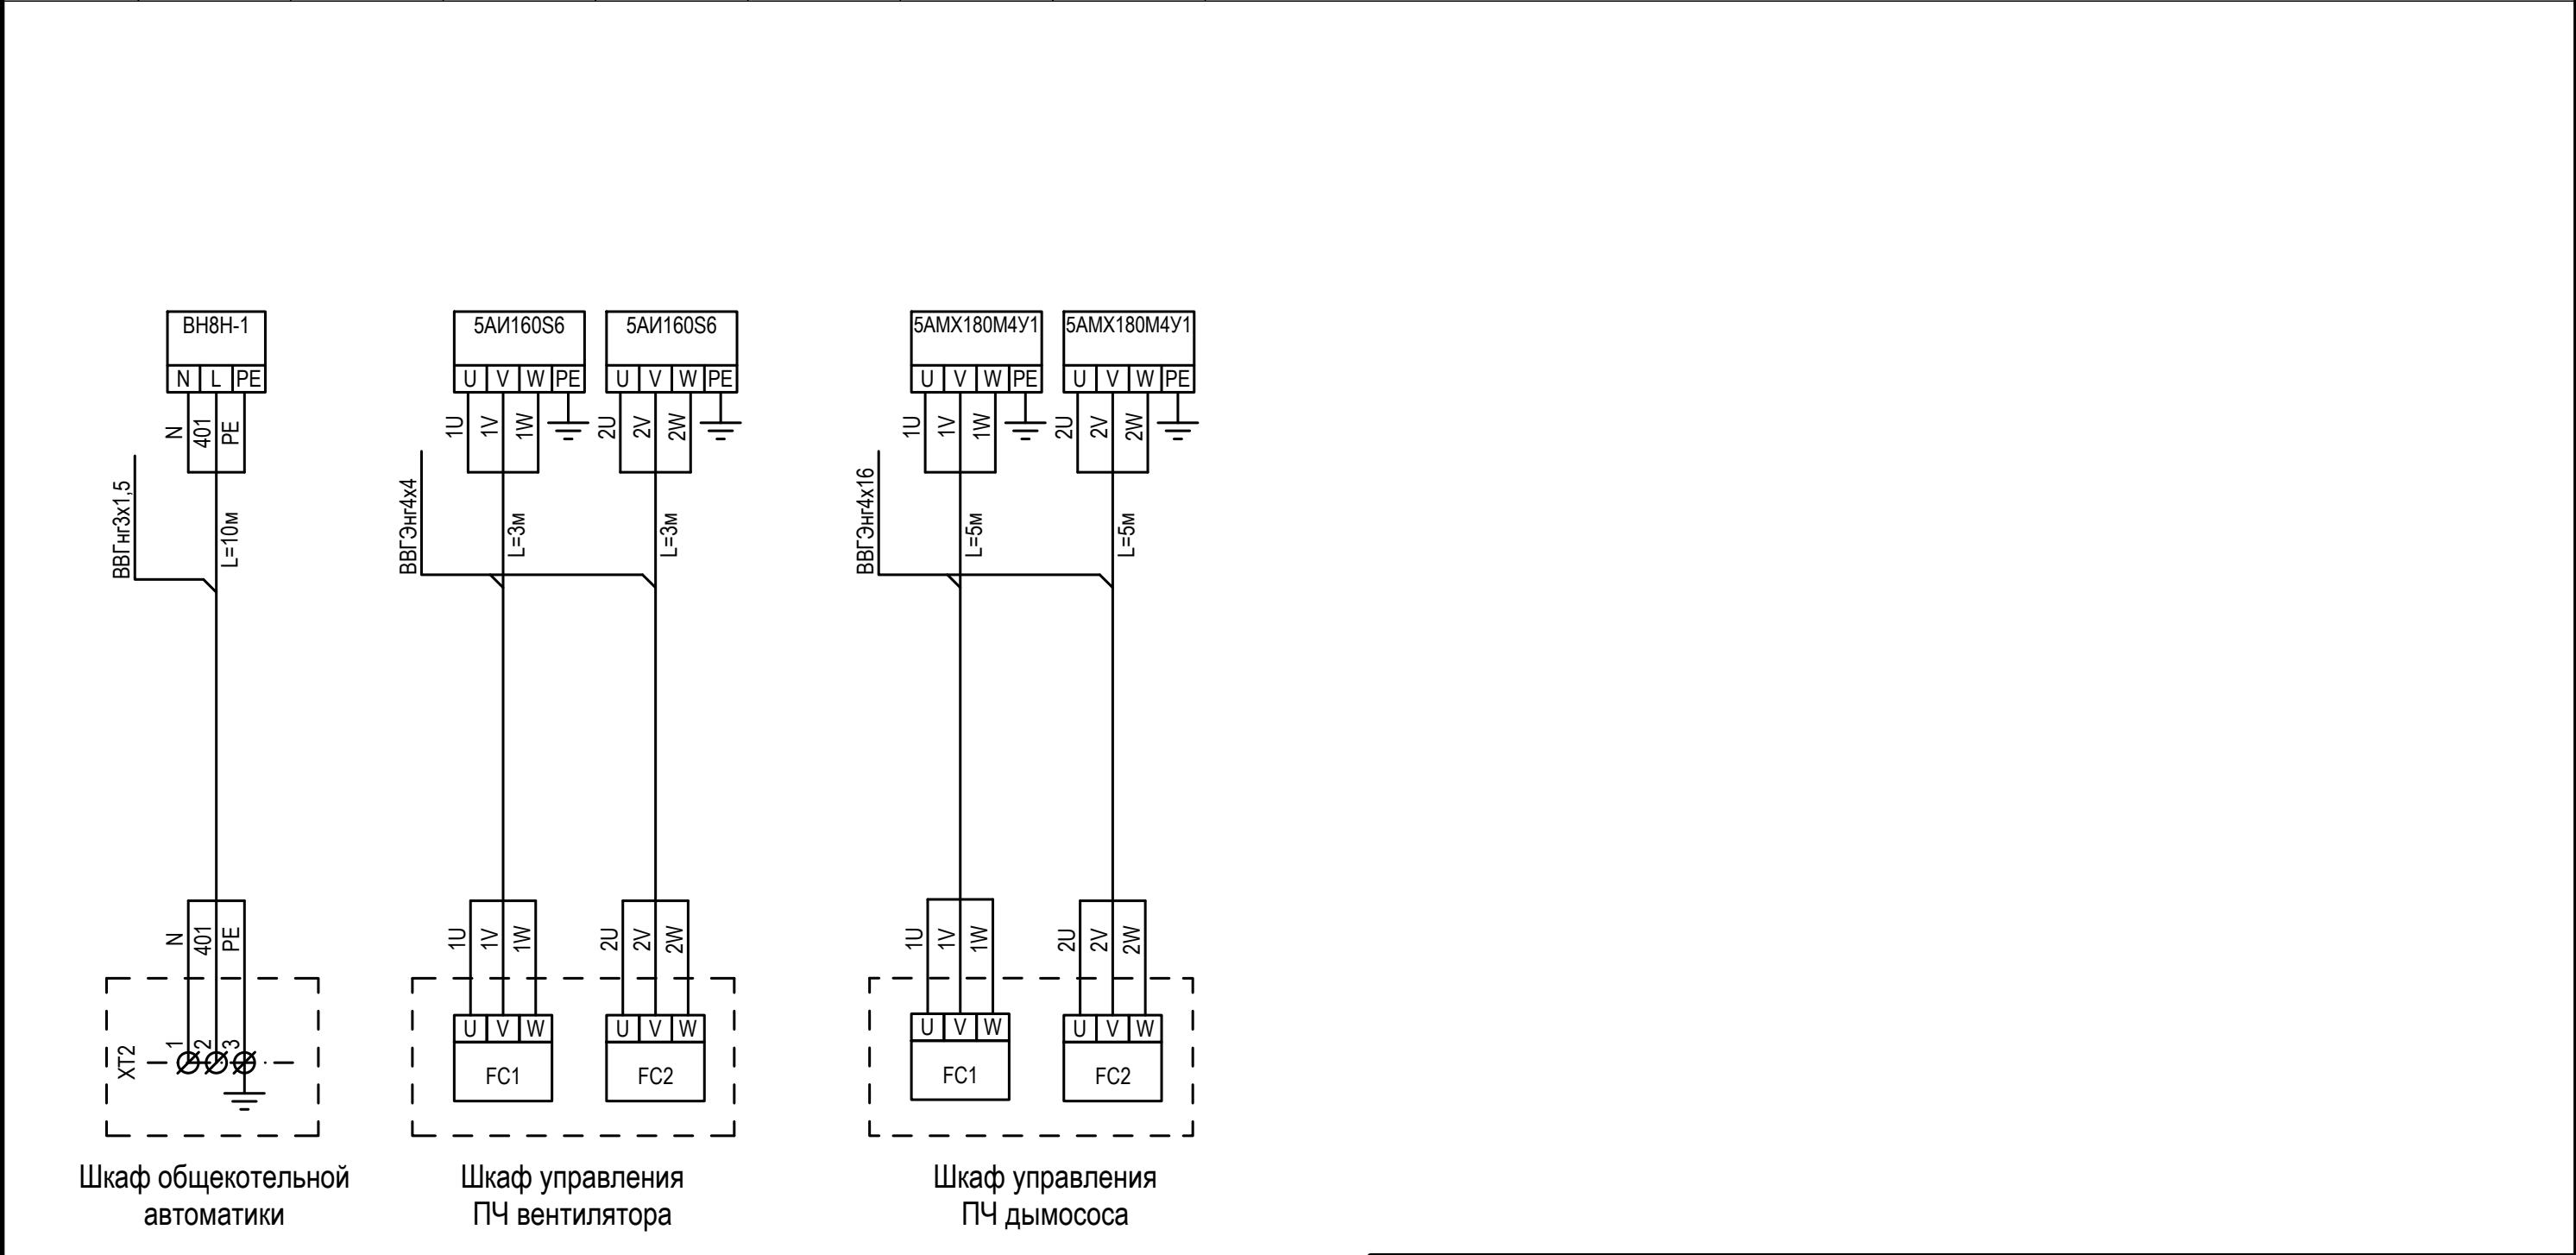 ВН8Н-1
N L PE
N 401 PE
ВВГнг3х1,5
L=10м
N 401 PE
XT2
1 2 3
Шкаф общекотельной
автоматики
5АИ160S6
U V W PE
1U 1V 1W
5АИ160S6
U V W PE
2U 2V 2W
ВВГЭнг4х4
L=3м
L=3м
1U 1V 1W
2U 2V 2W
U V W
FC1
U V W
FC2
Шкаф управления
ПЧ вентилятора
5АМХ180М4У1
U V W PE
1U 1V 1W
5АМХ180М4У1
U V W PE
2U 2V 2W
ВВГЭнг4х16
L=5м
L=5м
1U 1V 1W
2U 2V 2W
U V W
FC1
U V W
FC2
Шкаф управления
ПЧ дымососа